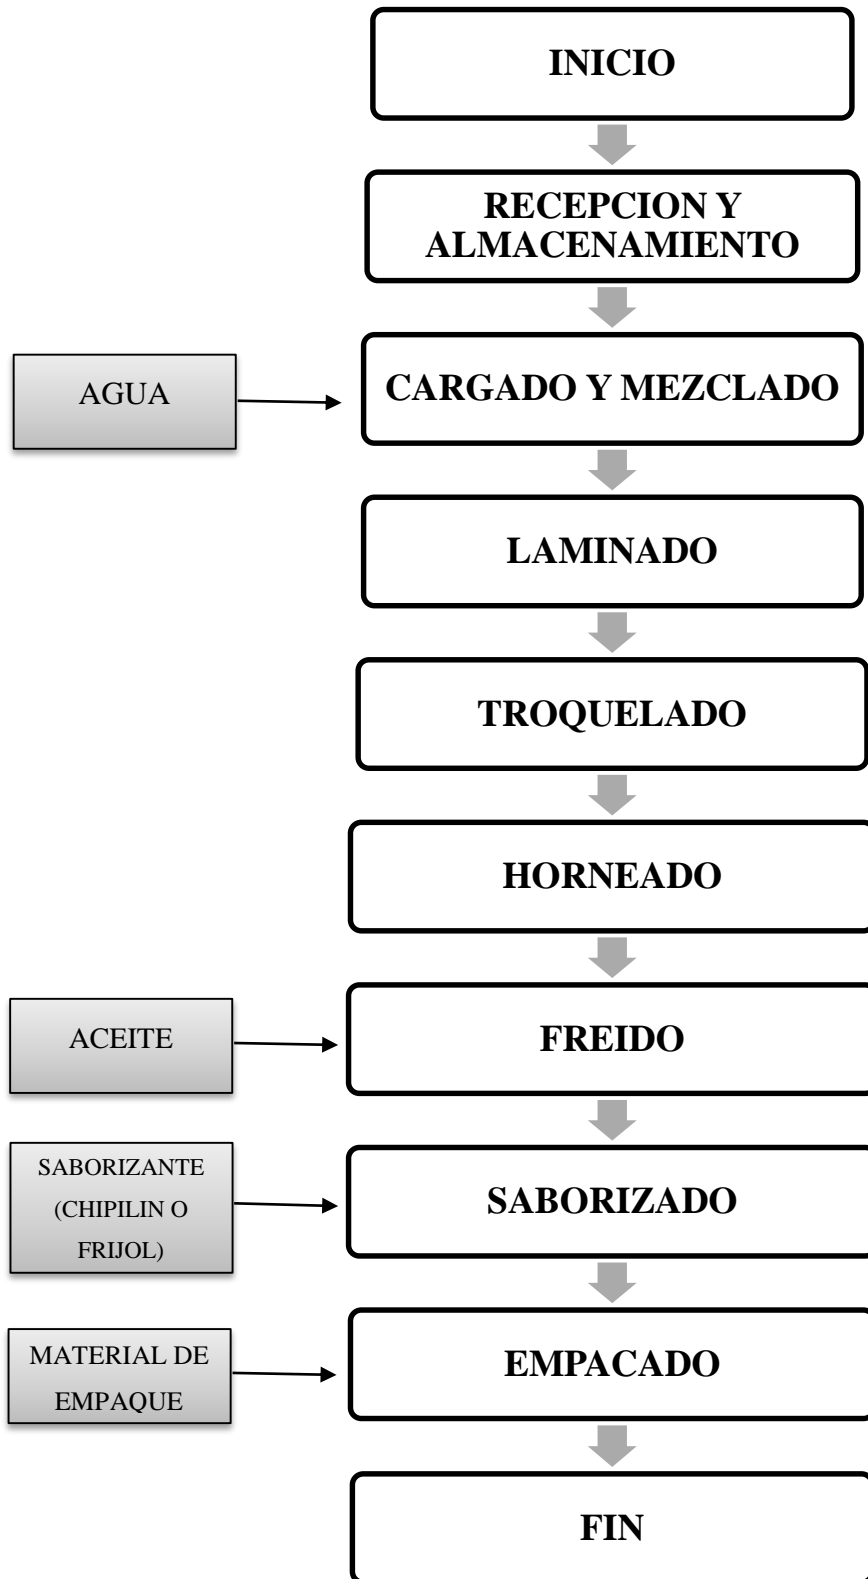 INICIO
RECEPCION Y
ALMACENAMIENTO
AGUA
CARGADO Y MEZCLADO
LAMINADO
TROQUELADO
HORNEADO
ACEITE
FREIDO
SABORIZANTE
(CHIPILIN O
FRIJOL)
SABORIZADO
MATERIAL DE
EMPAQUE
EMPACADO
FIN